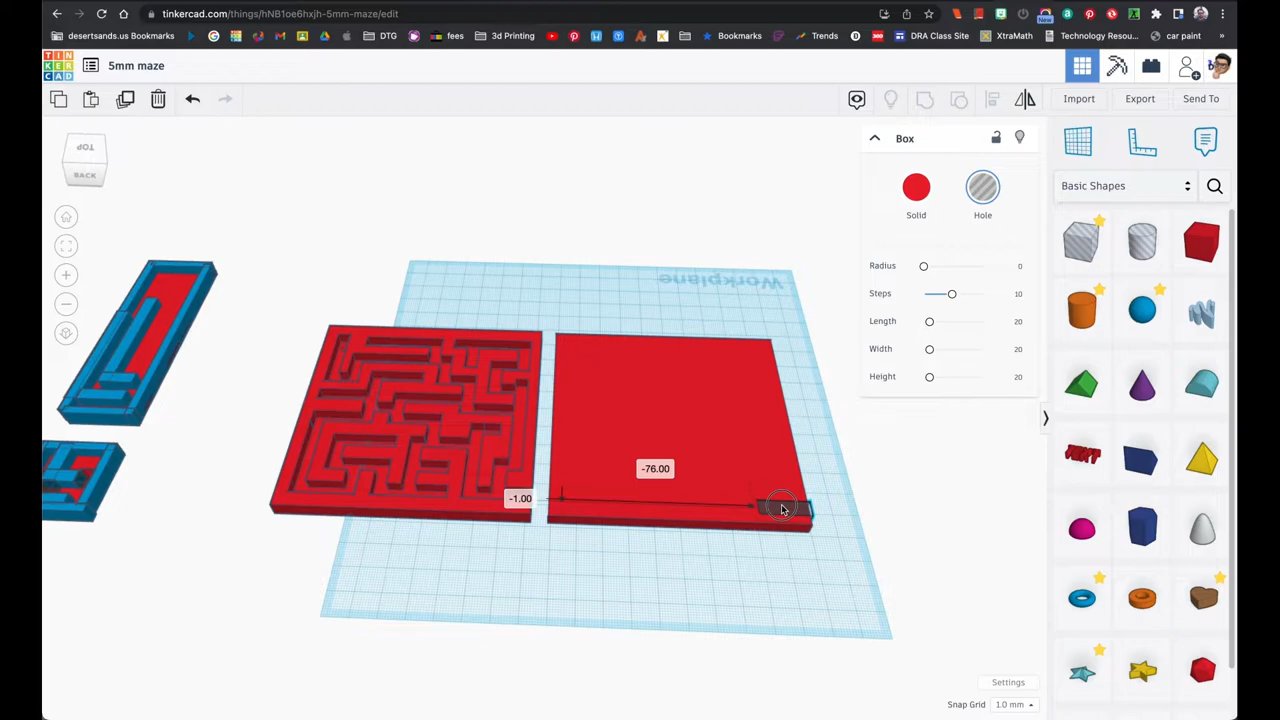 tinkercad.com/things/hNB1oe6hxjh-5mm-maze/edit
New
desertsands.us Bookmarks
DTG
fees
3d Printing
Bookmarks
Trends
DRA Class Site
XtraMath
Technology Resou...
car paint
TIN
KER
CAD
5mm maze
Import
Export
Send To
TOP
BACK
Box
Solid
Hole
Radius 0
Steps 10
Length 20
Width 20
Height 20
Basic Shapes
Workplane
-76.00
-1.00
TEXT
Settings
Snap Grid 1.0 mm